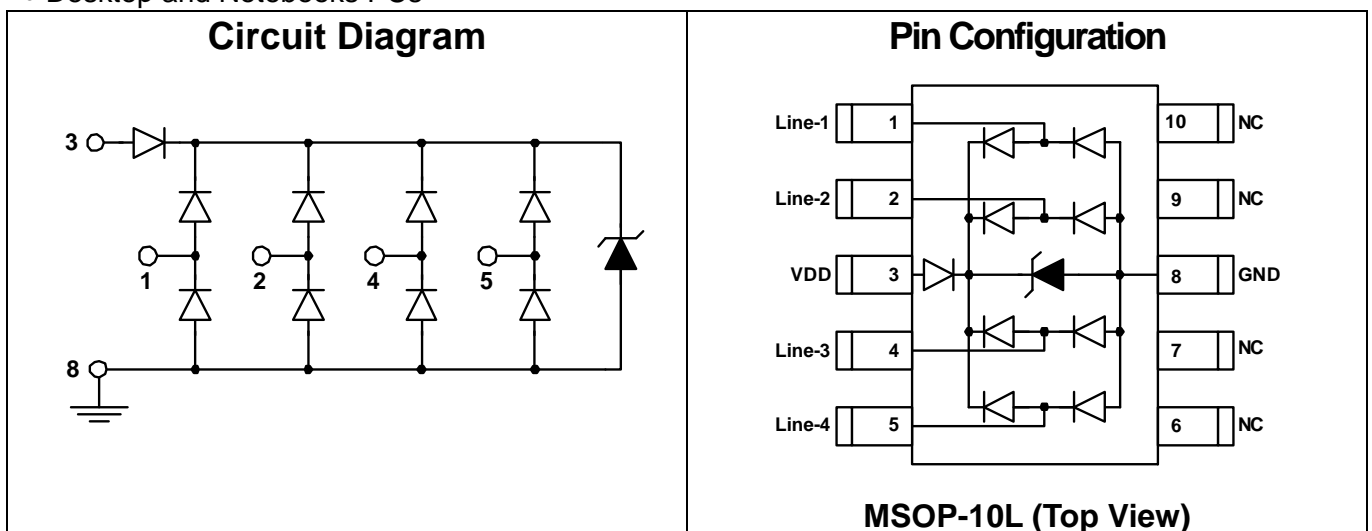 • Desktop and Notebooks PCs
Circuit Diagram
3
1
2
4
5
8
Pin Configuration
Line-1 1 10 NC
Line-2 2 9 NC
VDD 3 8 GND
Line-3 4 7 NC
Line-4 5 6 NC
MSOP-10L (Top View)